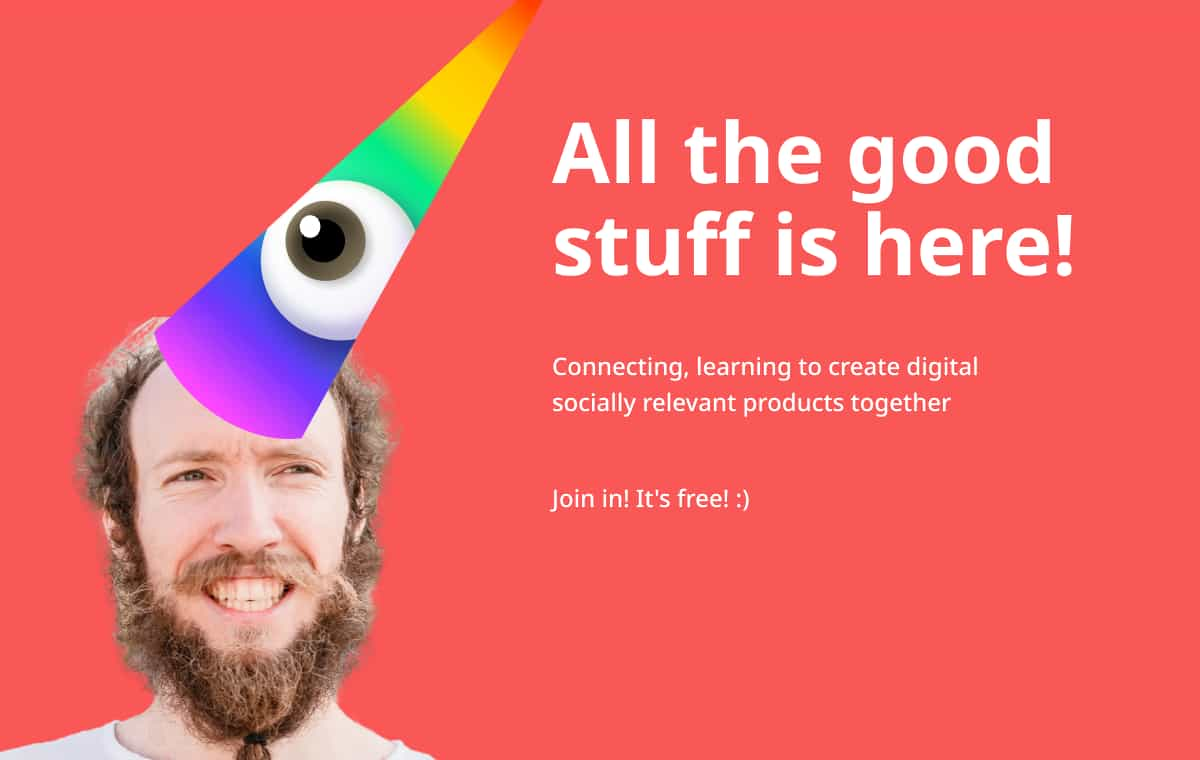 All the good
stuff is here!
Connecting, learning to create digital
socially relevant products together
Join in! It's free! :)